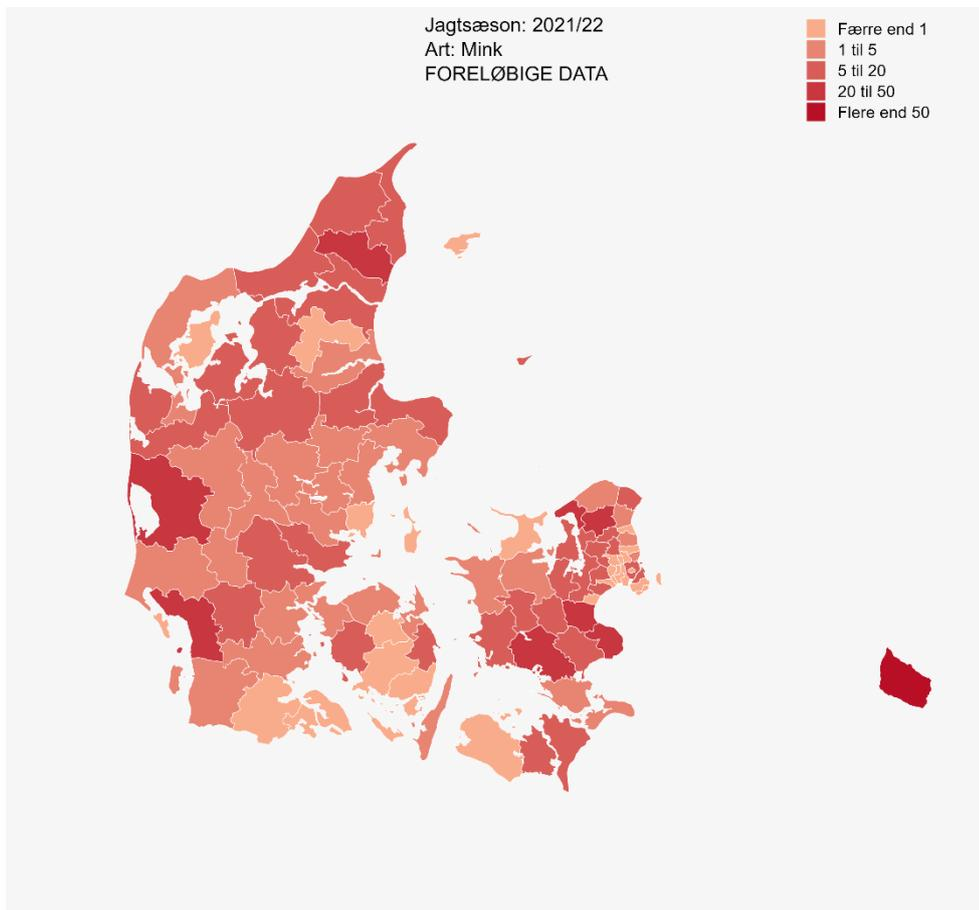 Jagtsæson: 2021/22
Art: Mink
FORELØBIGE DATA
Færre end 1
1 til 5
5 til 20
20 til 50
Flere end 50